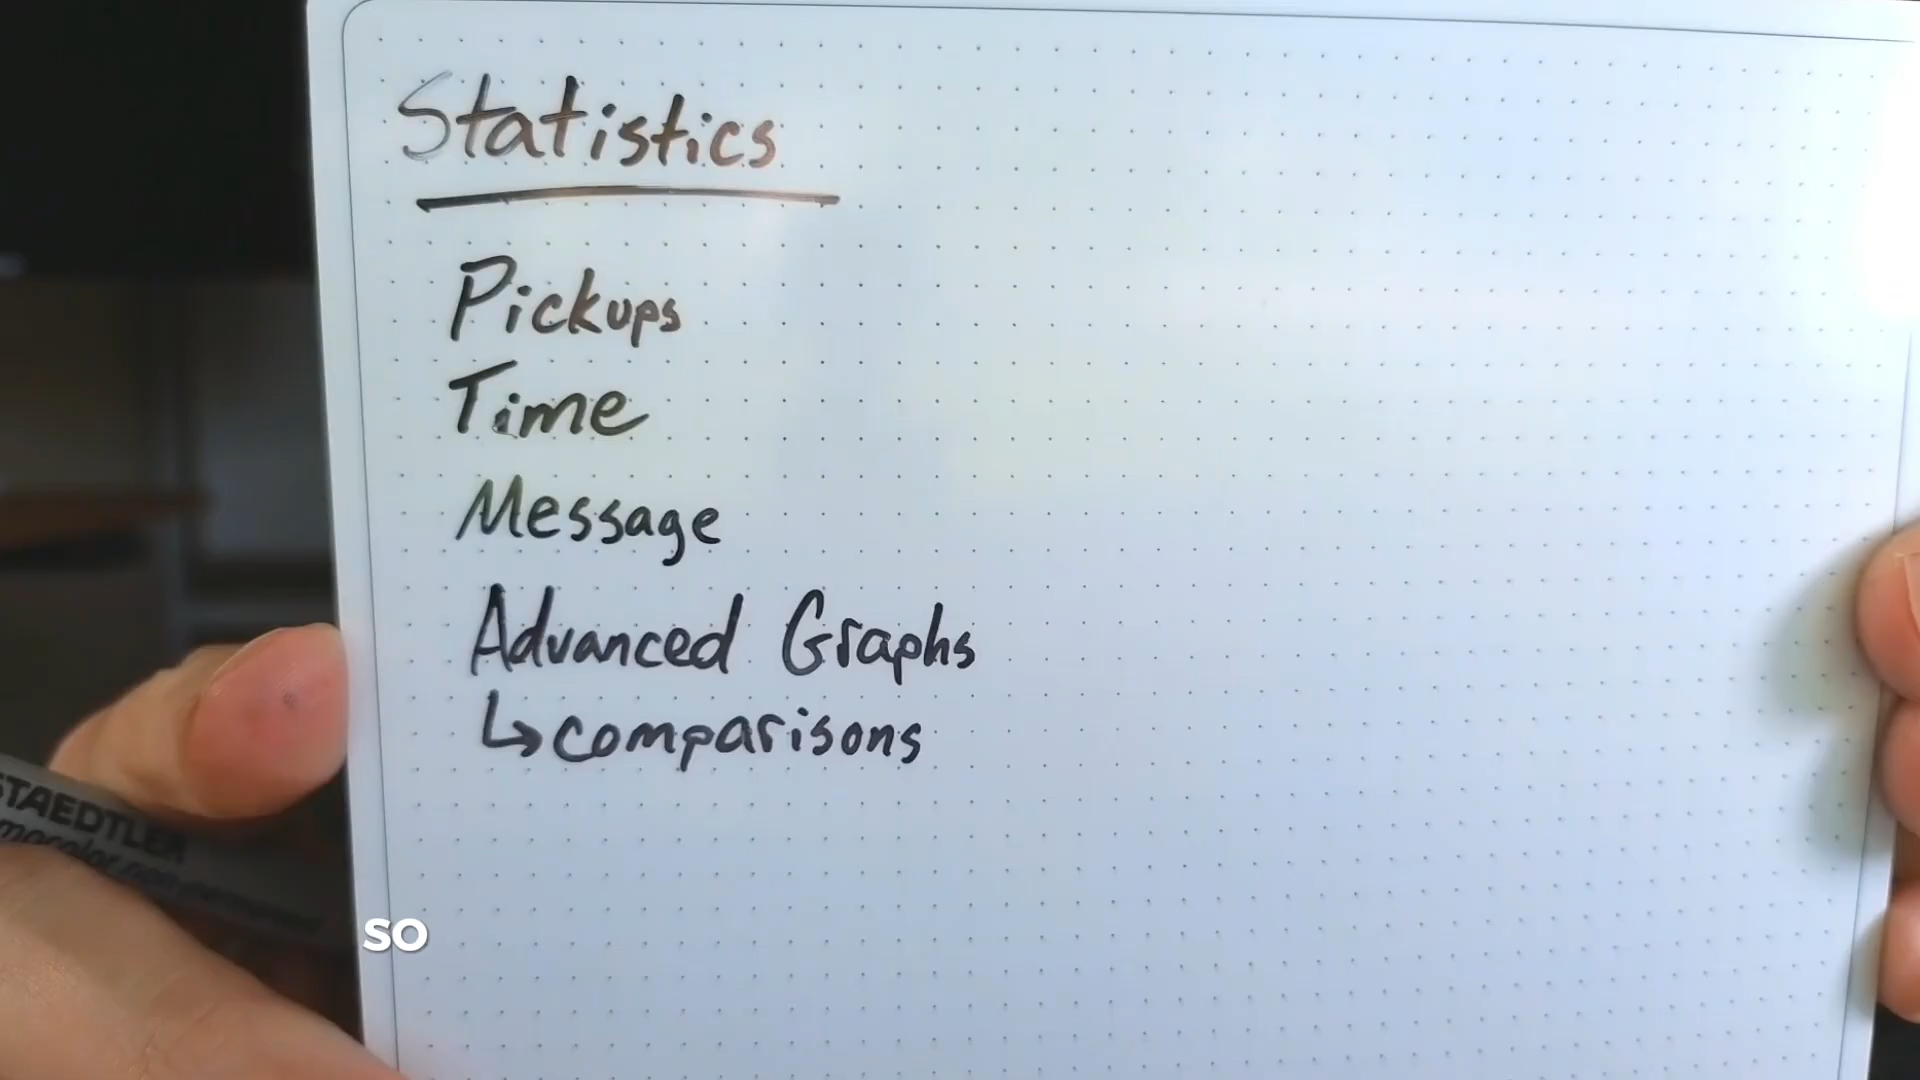 Statistics
Pickups
Time
Message
Advanced Graphs
↳ comparisons
STAEDTLER
so